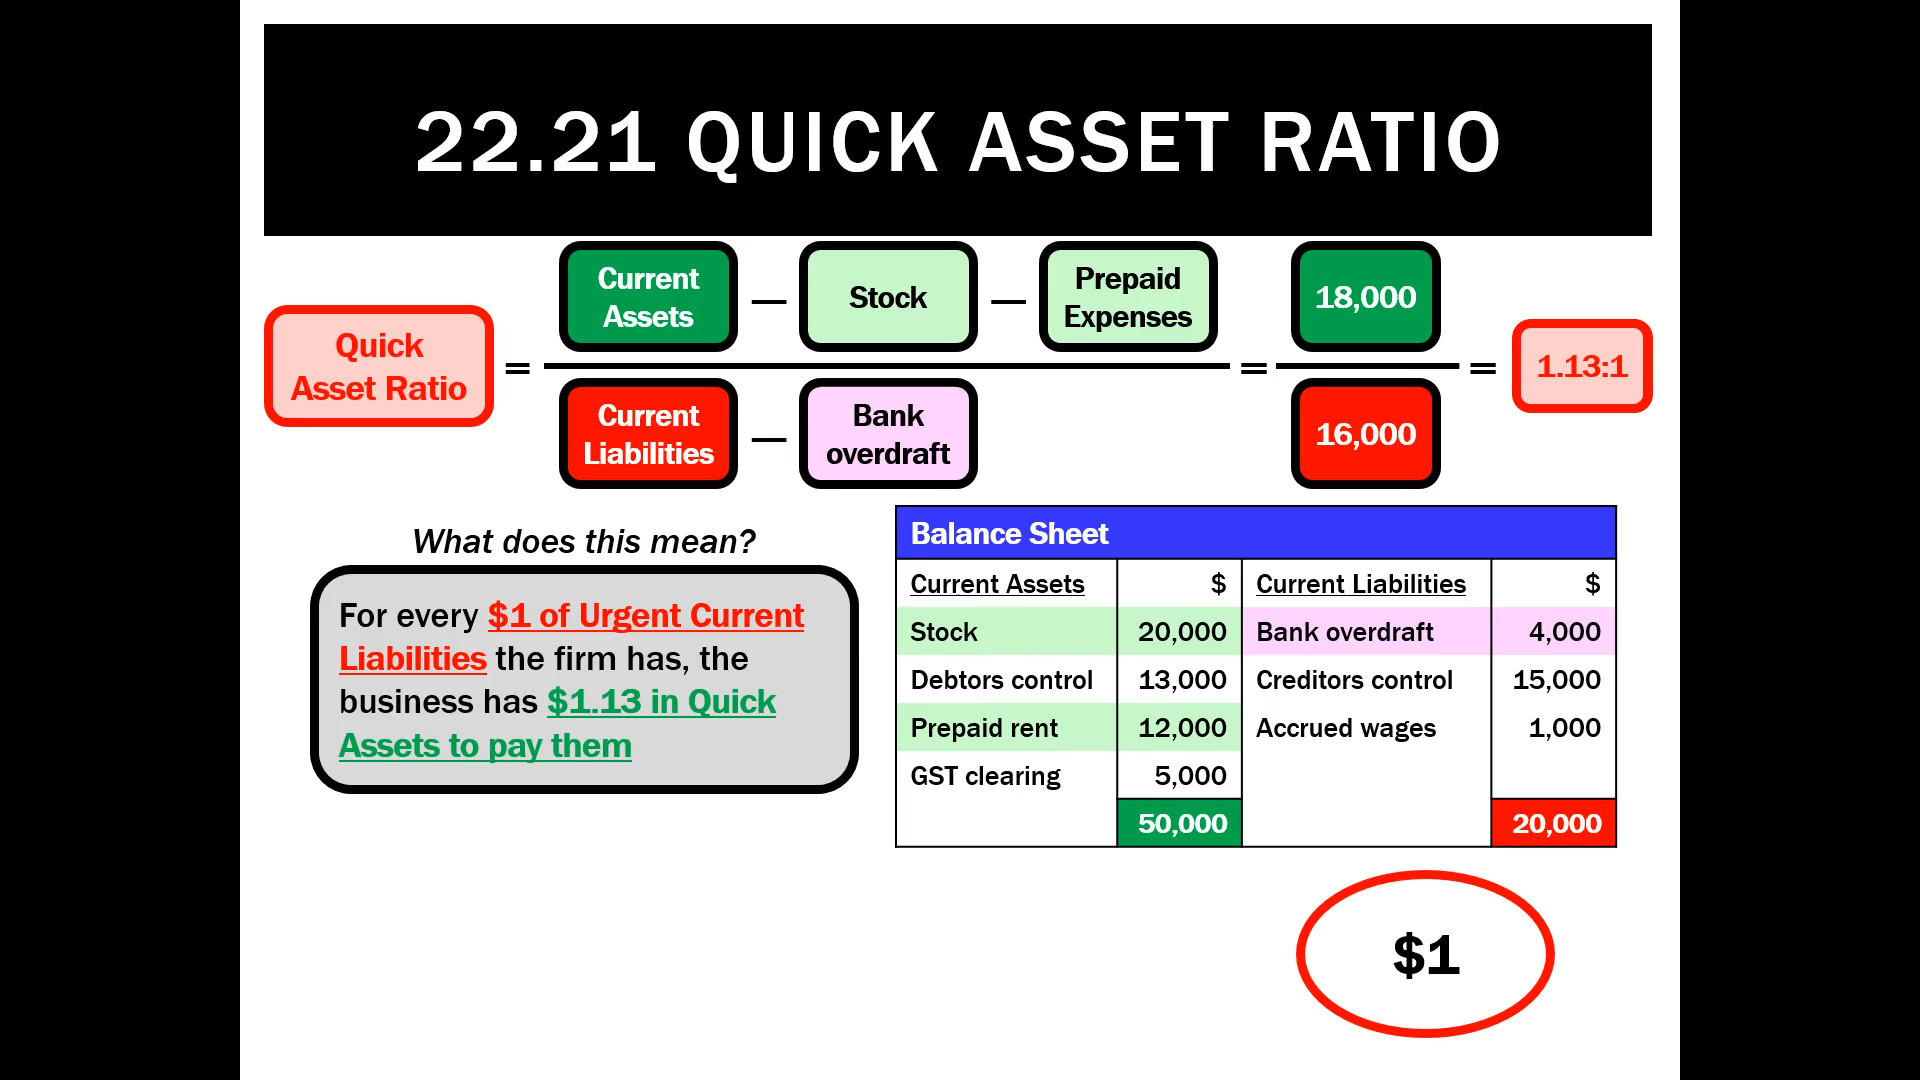 22.21 QUICK ASSET RATIO
Quick
Asset Ratio
=
Current
Assets
—
Stock
—
Prepaid
Expenses
Current
Liabilities
—
Bank
overdraft
=
18,000
16,000
=
1.13:1
What does this mean?
For every $1 of Urgent Current
Liabilities the firm has, the
business has $1.13 in Quick
Assets to pay them
Balance Sheet
Current Assets $ Current Liabilities $
Stock 20,000 Bank overdraft 4,000
Debtors control 13,000 Creditors control 15,000
Prepaid rent 12,000 Accrued wages 1,000
GST clearing 5,000
50,000 20,000
$1